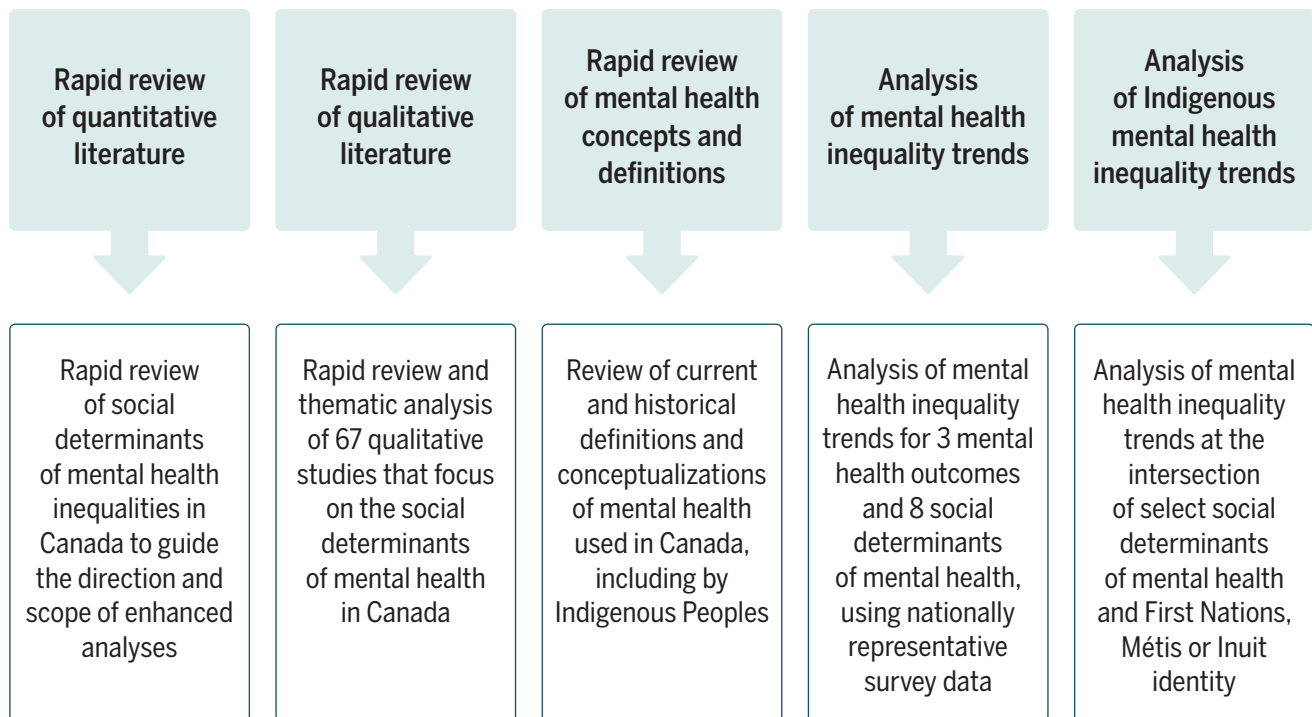 Rapid review
of quantitative
literature
Rapid review
of qualitative
literature
Rapid review
of mental health
concepts and
definitions
Analysis
of mental health
inequality trends
Analysis
of Indigenous
mental health
inequality trends
Rapid review
of social
determinants
of mental health
inequalities in
Canada to guide
the direction and
scope of enhanced
analyses
Rapid review and
thematic analysis
of 67 qualitative
studies that focus
on the social
determinants
of mental health
in Canada
Review of current
and historical
definitions and
conceptualizations
of mental health
used in Canada,
including by
Indigenous Peoples
Analysis of mental
health inequality
trends for 3 mental
health outcomes
and 8 social
determinants
of mental health,
using nationally
representative
survey data
Analysis of mental
health inequality
trends at the
intersection
of select social
determinants
of mental health
and First Nations,
Métis or Inuit
identity